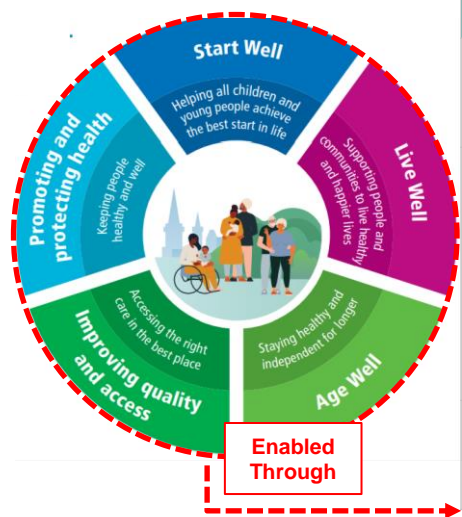 Start Well
Helping all children and
young people achieve
the best start in life
Live Well
Supporting people and
communities to live healthy
and happier lives
Age Well
Staying healthy and
independent for longer
Improving quality
and access
Accessing the right
care in the best place
Promoting and
protecting health
Keeping people
healthy and well
Enabled
Through